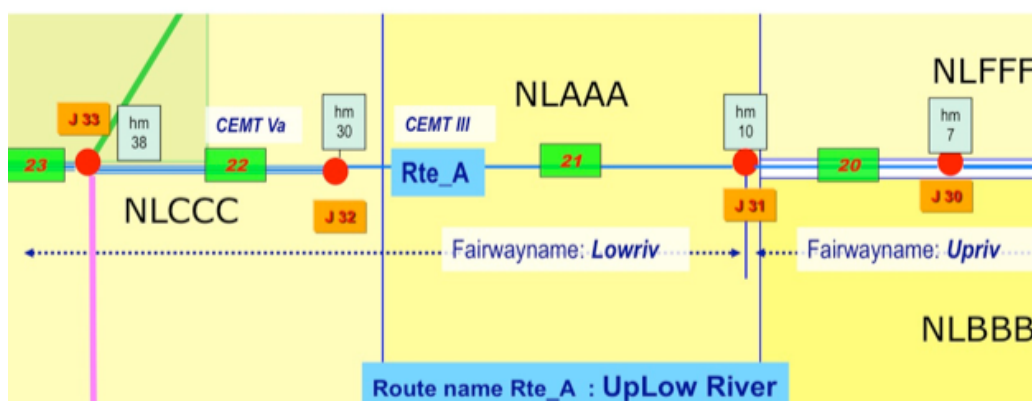 NLAAA
NLFFF
J 33
hm
38
CEMT Va
hm
30
CEMT III
hm
10
hm
7
23
22
Rte_A
21
20
NLCCC
J 32
J 31
J 30
Fairwayname: Lowriv
Fairwayname: Upriv
NLBBB
Route name Rte_A : UpLow River